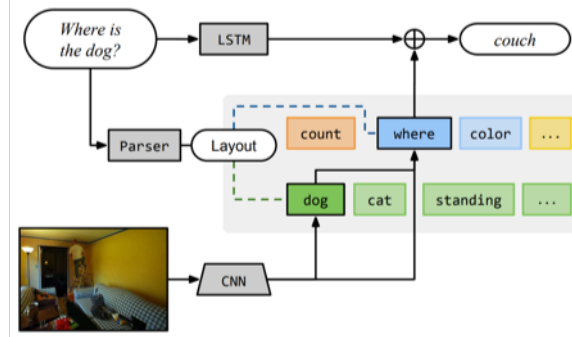 Where is
the dog?
LSTM
couch
Parser
Layout
count
where
color
...
dog
cat
standing
...
CNN